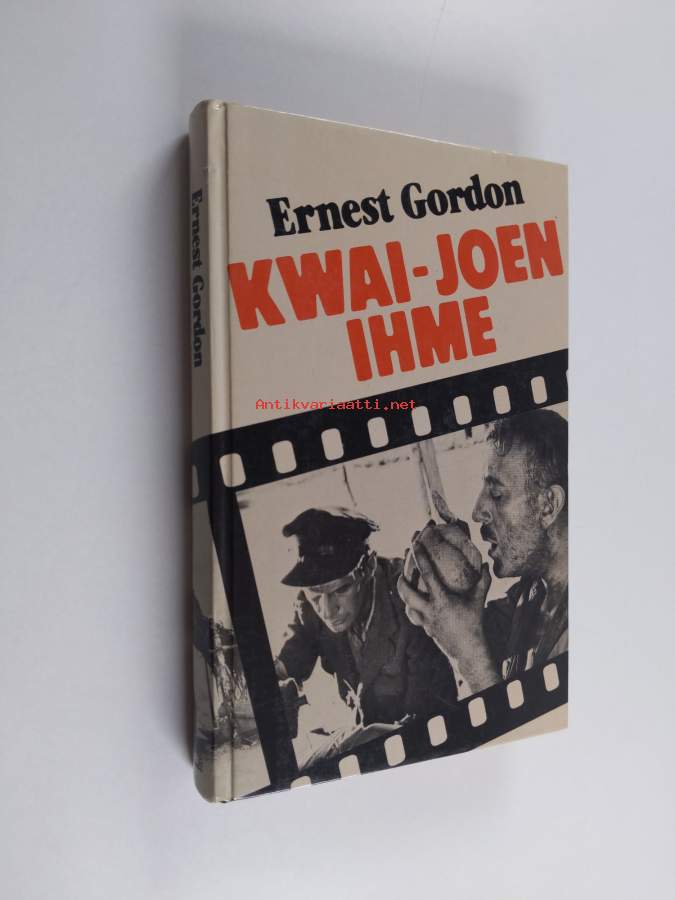 Ernest Gordon
Ernest Gordon
KWAI-JOEN
IHME
Antikvariaatti.net